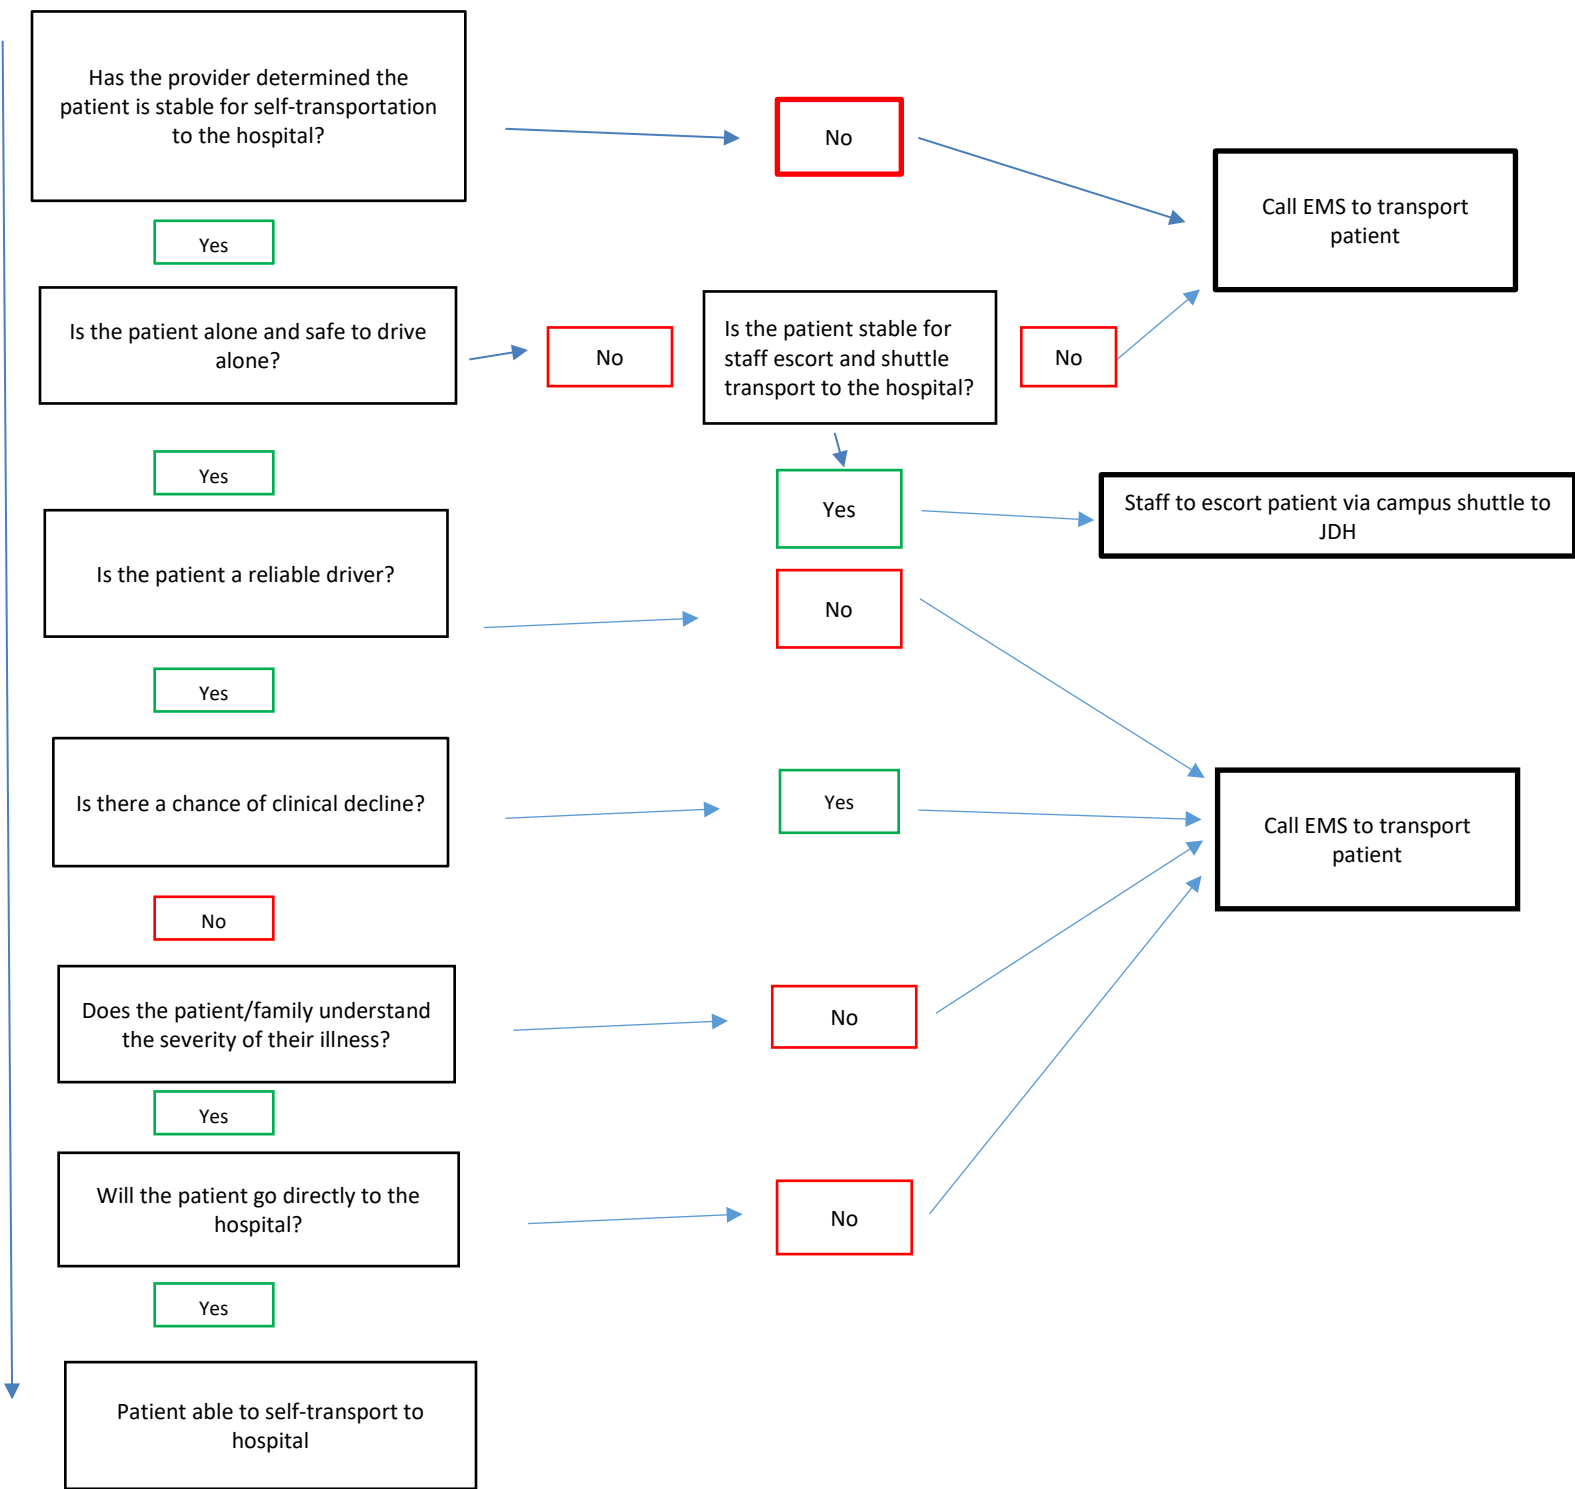 Has the provider determined the
patient is stable for self-transportation
to the hospital?
No
Call EMS to transport
patient
Yes
Is the patient alone and safe to drive
alone?
No
Is the patient stable for
staff escort and shuttle
transport to the hospital?
No
Yes
Yes
Staff to escort patient via campus shuttle to
JDH
Is the patient a reliable driver?
No
Yes
Is there a chance of clinical decline?
Yes
Call EMS to transport
patient
No
Does the patient/family understand
the severity of their illness?
No
Yes
Will the patient go directly to the
hospital?
No
Yes
Patient able to self-transport to
hospital